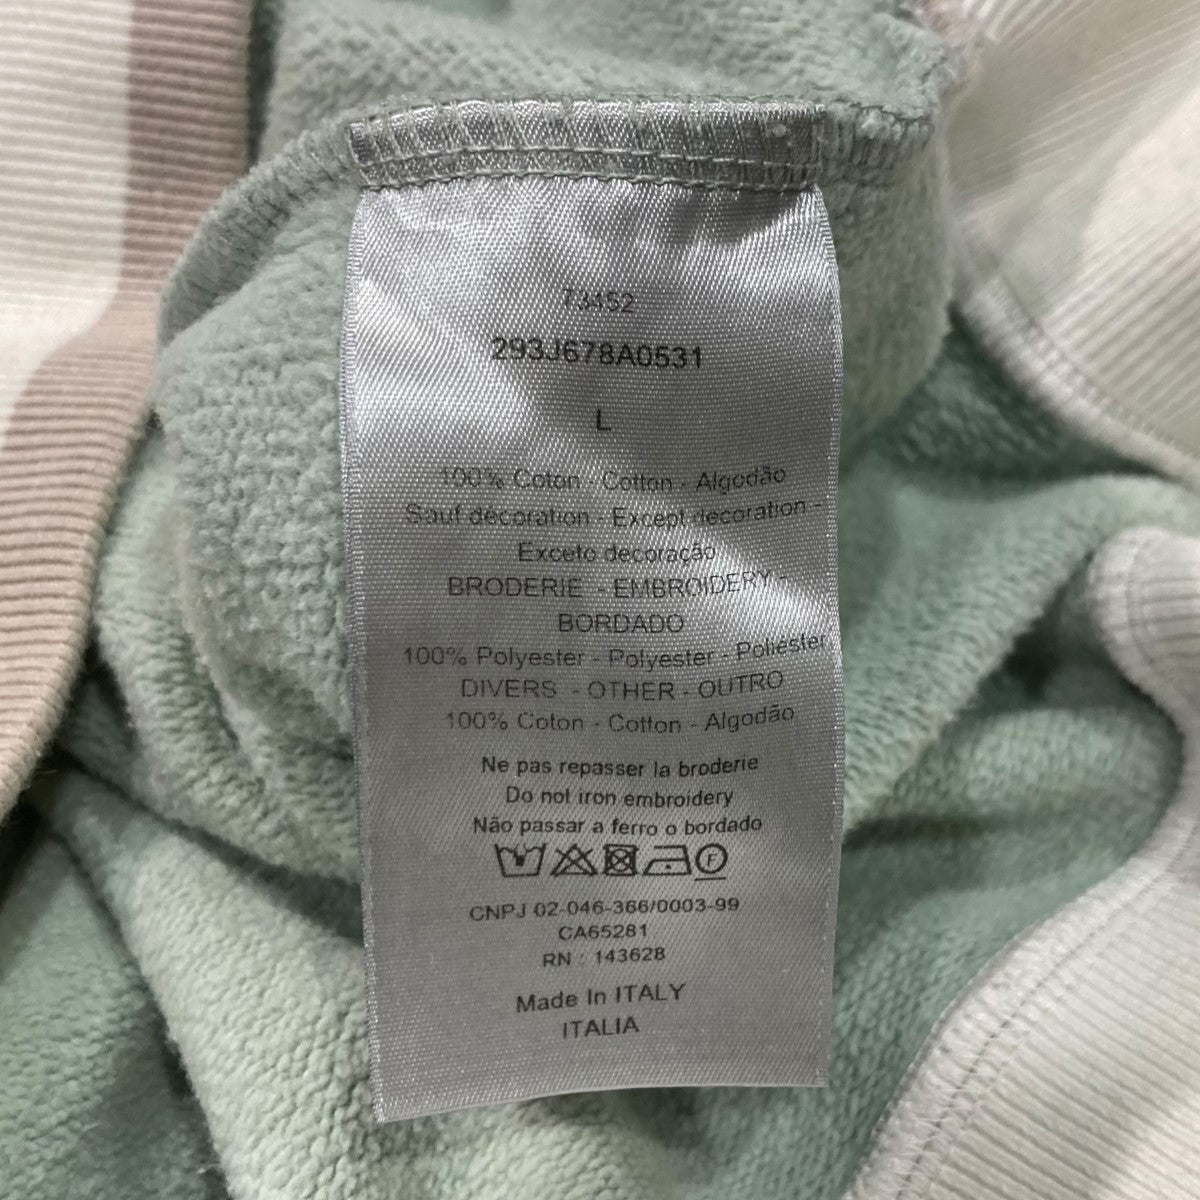 73452
293J678A0531
L
100% Coton - Cotton - Algodão
Sauf décoration - Except decoration -
Exceto decoração
BRODERIE - EMBROIDERY -
BORDADO
100% Polyester - Polyester - Poliéster
DIVERS - OTHER - OUTRO
100% Coton - Cotton - Algodão
Ne pas repasser la broderie
Do not iron embroidery
Não passar a ferro o bordado
F
CNPJ 02-046-366/0003-99
CA65281
RN : 143628
Made In ITALY
ITALIA